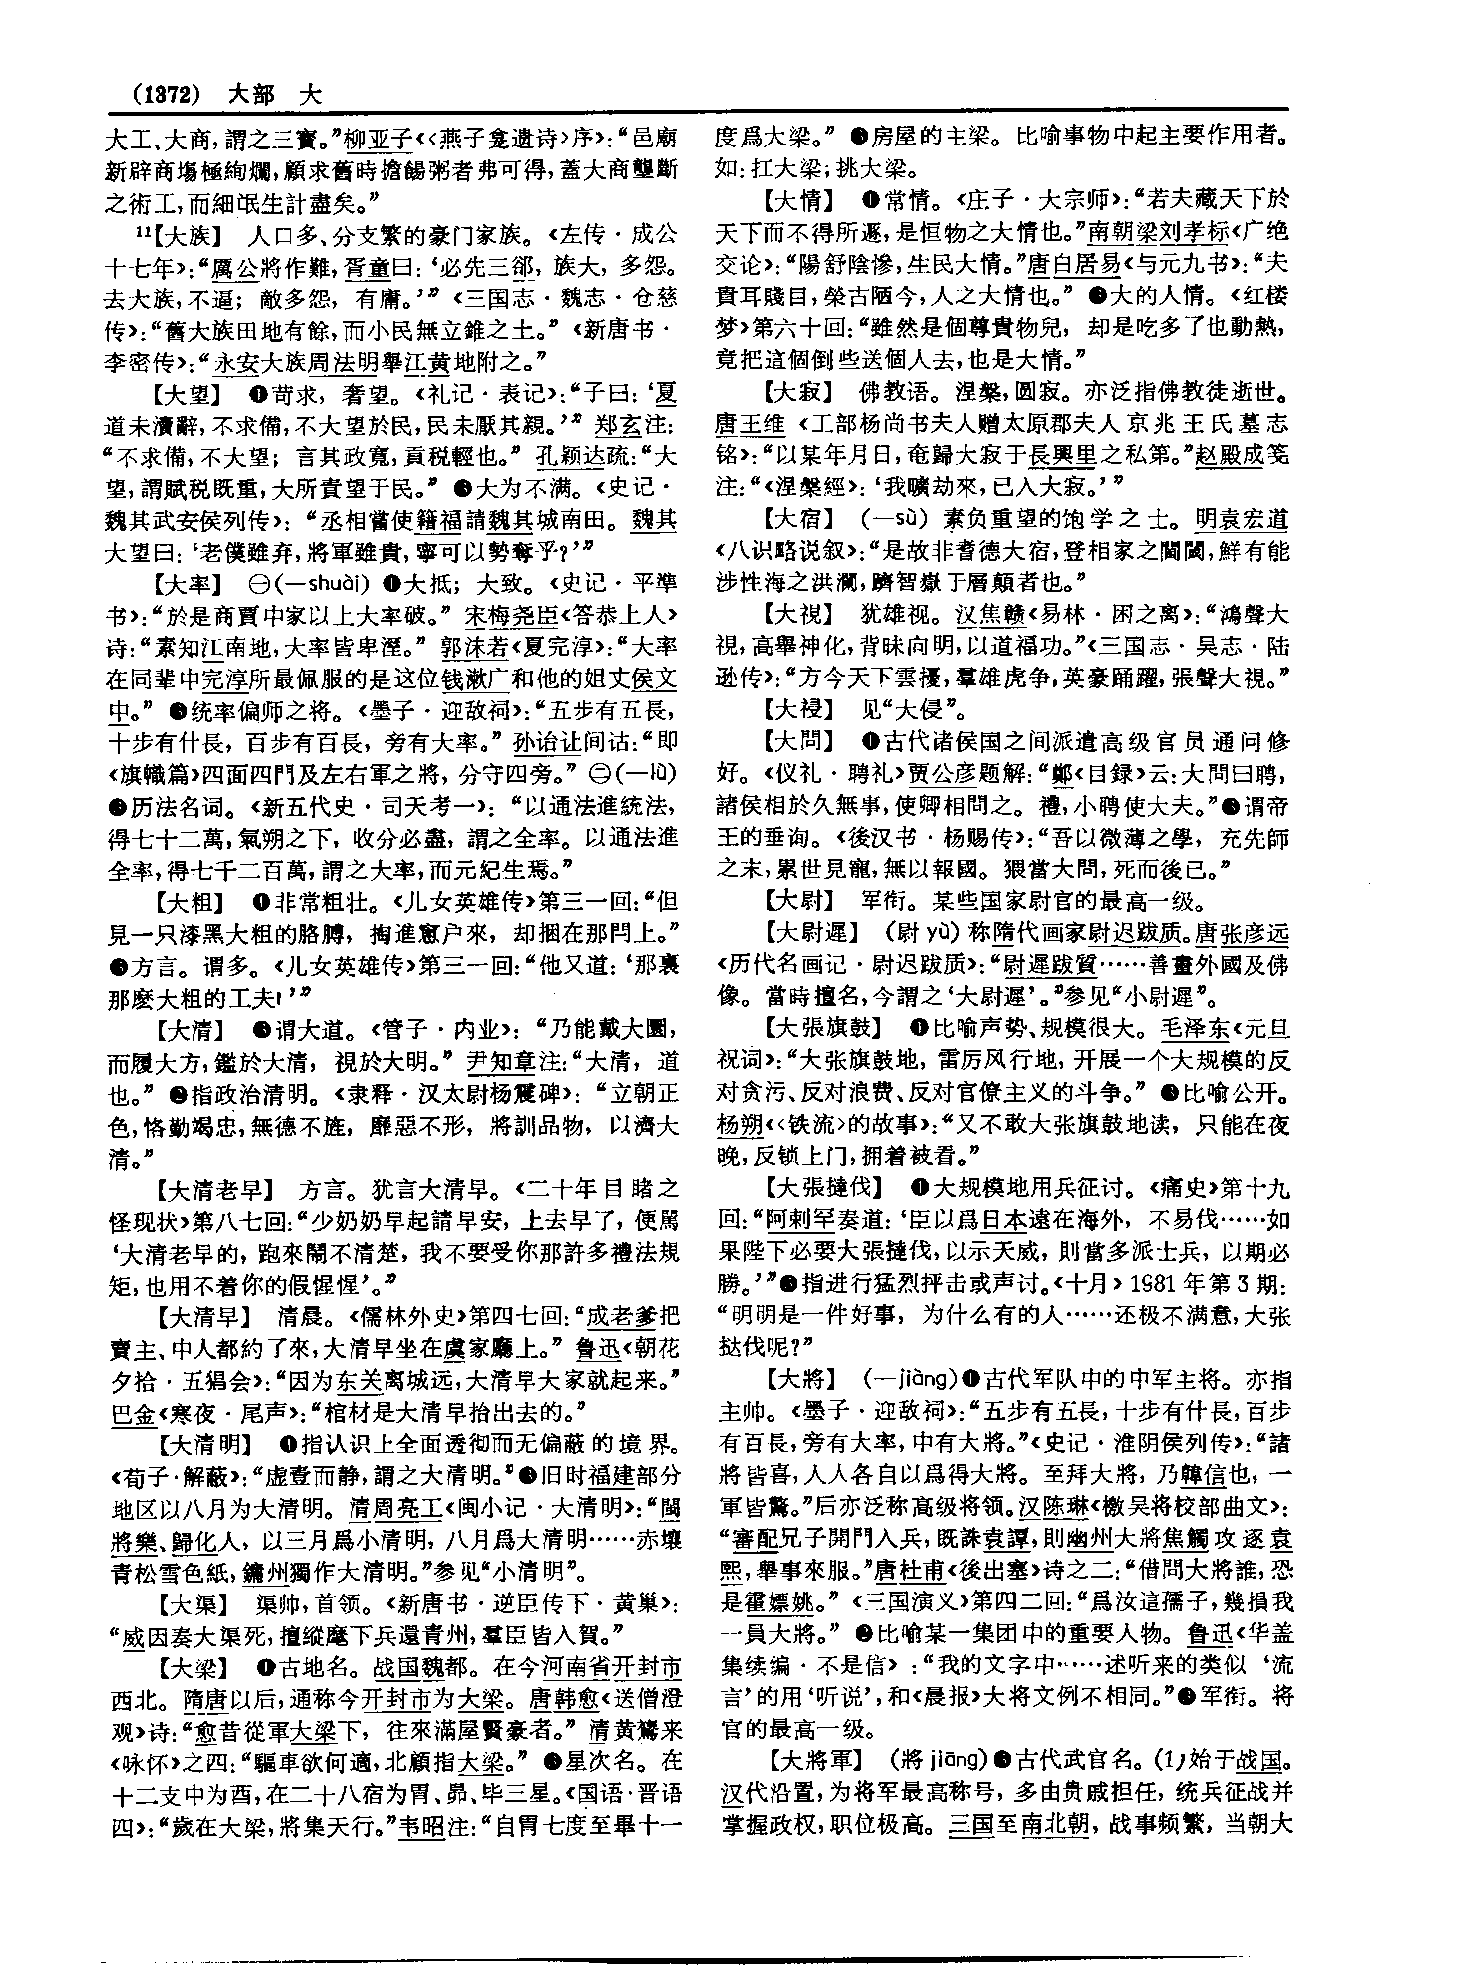 (1372) 大部 大
大工、大商，謂之三寶。”柳亚子《〈燕子龛遗诗〉序》：“邑廟
新辟商場極絢爛，顧求舊時擔餳粥者弗可得，蓋大商壟斷
之術工，而細氓生計盡矣。”
11【大族】 人口多、分支繁的豪门家族。《左传·成公
十七年》：“厲公將作難，胥童曰：‘必先三郤，族大，多怨。
去大族，不逼；敵多怨，有庸。’” 《三国志·魏志·仓慈
传》：“舊大族田地有餘，而小民無立錐之土。” 《新唐书·
李密传》：“永安大族周法明舉江黄地附之。”
【大望】 ❶苛求，奢望。《礼记·表记》：“子曰：‘夏
道未瀆辭，不求備，不大望於民，民未厭其親。’” 郑玄注：
“不求備，不大望；言其政寬，貢税輕也。” 孔颖达疏：“大
望，謂賦税既重，大所責望于民。” ❷大为不满。《史记·
魏其武安侯列传》：“丞相嘗使籍福請魏其城南田。魏其
大望曰：‘老僕雖弃，將軍雖貴，寧可以勢奪乎？’”
【大率】 ㊀(—shuài) ❶大抵；大致。《史记·平準
书》：“於是商賈中家以上大率破。” 宋梅尧臣《答恭上人》
诗：“素知江南地，大率皆卑溼。” 郭沫若《夏完淳》：“大率
在同辈中完淳所最佩服的是这位钱漱广和他的姐丈侯文
中。” ❷统率偏师之将。《墨子·迎敌祠》：“五步有五長，
十步有什長，百步有百長，旁有大率。” 孙诒让间诂：“即
《旗幟篇》四面四門及左右軍之將，分守四旁。” ㊁(—lǜ)
❸历法名词。《新五代史·司天考一》：“以通法進統法，
得七十二萬，氣朔之下，收分必盡，謂之全率。以通法進
全率，得七千二百萬，謂之大率，而元紀生焉。”
【大粗】 ❶非常粗壮。《儿女英雄传》第三一回：“但
見一只漆黑大粗的胳膊，掏進窻户來，却捆在那門上。”
❷方言。谓多。《儿女英雄传》第三一回：“他又道：‘那裏
那麽大粗的工夫！’”
【大清】 ❶谓大道。《管子·内业》：“乃能戴大圜，
而履大方，鑑於大清，視於大明。” 尹知章注：“大清，道
也。” ❷指政治清明。《隶释·汉太尉杨震碑》：“立朝正
色，恪勤竭忠，無德不旌，靡惡不形，將訓品物，以濟大
清。”
【大清老早】 方言。犹言大清早。《二十年目睹之
怪现状》第八七回：“少奶奶早起請早安，上去早了，便駡
‘大清老早的，跑來鬧不清楚，我不要受你那許多禮法規
矩，也用不着你的假惺惺’。”
【大清早】 清晨。《儒林外史》第四七回：“成老爹把
賣主、中人都約了來，大清早坐在虞家廳上。” 鲁迅《朝花
夕拾·五猖会》：“因为东关离城远，大清早大家就起来。”
巴金《寒夜·尾声》：“棺材是大清早抬出去的。”
【大清明】 ❶指认识上全面透彻而无偏蔽的境界。
《荀子·解蔽》：“虚壹而静，謂之大清明。”❷旧时福建部分
地区以八月为大清明。清周亮工《闽小记·大清明》：“閩
將樂、歸化人，以三月爲小清明，八月爲大清明……赤壤
青松雪色紙，鏞州獨作大清明。”参见“小清明”。
【大渠】 渠帅，首领。《新唐书·逆臣传下·黄巢》：
“威因奏大渠死，擅縱麾下兵還青州，羣臣皆入賀。”
【大梁】 ❶古地名。战国魏都。在今河南省开封市
西北。隋唐以后，通称今开封市为大梁。唐韩愈《送僧澄
观》诗：“愈昔從軍大梁下，往來滿屋賢豪者。” 清黄鷟来
《咏怀》之四：“驅車欲何適，北顧指大梁。” ❷星次名。在
十二支中为酉，在二十八宿为胃、昴、毕三星。《国语·晋语
四》：“歲在大梁，將集天行。”韦昭注：“自胃七度至畢十一
度爲大梁。” ❸房屋的主梁。比喻事物中起主要作用者。
如：扛大梁；挑大梁。
【大情】 ❶常情。《庄子·大宗师》：“若夫藏天下於
天下而不得所遯，是恒物之大情也。”南朝梁刘孝标《广绝
交论》：“陽舒陰慘，生民大情。”唐白居易《与元九书》：“夫
貴耳賤目，榮古陋今，人之大情也。” ❷大的人情。《红楼
梦》第六十回：“雖然是個尊貴物兒，却是吃多了也動熱，
竟把這個倒些送個人去，也是大情。”
【大寂】 佛教语。涅槃，圆寂。亦泛指佛教徒逝世。
唐王维《工部杨尚书夫人赠太原郡夫人京兆王氏墓志
铭》：“以某年月日，奄歸大寂于長興里之私第。”赵殿成笺
注：“《涅槃經》：‘我曠劫來，已入大寂。’”
【大宿】 (—sù) 素负重望的饱学之士。明袁宏道
《八识略说叙》：“是故非耆德大宿，登相家之閫閾，鮮有能
涉性海之洪瀾，躋智嶽于層顛者也。”
【大視】 犹雄视。汉焦赣《易林·困之离》：“鴻聲大
視，高舉神化，背昧向明，以道福功。”《三国志·吴志·陆
逊传》：“方今天下雲擾，羣雄虎争，英豪踊躍，張聲大視。”
【大祲】 见“大侵”。
【大問】 ❶古代诸侯国之间派遣高级官员通问修
好。《仪礼·聘礼》贾公彦题解：“鄭《目録》云：大問曰聘，
諸侯相於久無事，使卿相問之。禮，小聘使大夫。”❷谓帝
王的垂询。《後汉书·杨赐传》：“吾以微薄之學，充先師
之末，累世見寵，無以報國。猥當大問，死而後已。”
【大尉】 军衔。某些国家尉官的最高一级。
【大尉遲】 (尉 yù) 称隋代画家尉迟跋质。唐张彦远
《历代名画记·尉迟跋质》：“尉遲跋質……善畫外國及佛
像。當時擅名，今謂之‘大尉遲’。”参见“小尉遲”。
【大張旗鼓】 ❶比喻声势、规模很大。毛泽东《元旦
祝词》：“大张旗鼓地，雷厉风行地，开展一个大规模的反
对贪污、反对浪费、反对官僚主义的斗争。” ❷比喻公开。
杨朔《〈铁流〉的故事》：“又不敢大张旗鼓地读，只能在夜
晚，反锁上门，拥着被看。”
【大張撻伐】 ❶大规模地用兵征讨。《痛史》第十九
回：“阿剌罕奏道：‘臣以爲日本遠在海外，不易伐……如
果陛下必要大張撻伐，以示天威，則當多派士兵，以期必
勝。’”❷指进行猛烈抨击或声讨。《十月》1981年第3期：
“明明是一件好事，为什么有的人……还极不满意，大张
挞伐呢？”
【大將】 (—jiàng)❶古代军队中的中军主将。亦指
主帅。《墨子·迎敌祠》：“五步有五長，十步有什長，百步
有百長，旁有大率，中有大將。”《史记·淮阴侯列传》：“諸
將皆喜，人人各自以爲得大將。至拜大將，乃韓信也，一
軍皆驚。”后亦泛称高级将领。汉陈琳《檄吴将校部曲文》：
“審配兄子開門入兵，既誅袁譚，則幽州大將焦觸攻逐袁
熙，舉事來服。”唐杜甫《後出塞》诗之二：“借問大將誰，恐
是霍嫖姚。” 《三国演义》第四二回：“爲汝這孺子，幾損我
一員大將。” ❷比喻某一集团中的重要人物。鲁迅《华盖
集续编·不是信》：“我的文字中……述听来的类似‘流
言’的用‘听说’，和《晨报》大将文例不相同。”❸军衔。将
官的最高一级。
【大將軍】 (將 jiāng)❶古代武官名。(1)始于战国。
汉代沿置，为将军最高称号，多由贵戚担任，统兵征战并
掌握政权，职位极高。三国至南北朝，战事频繁，当朝大